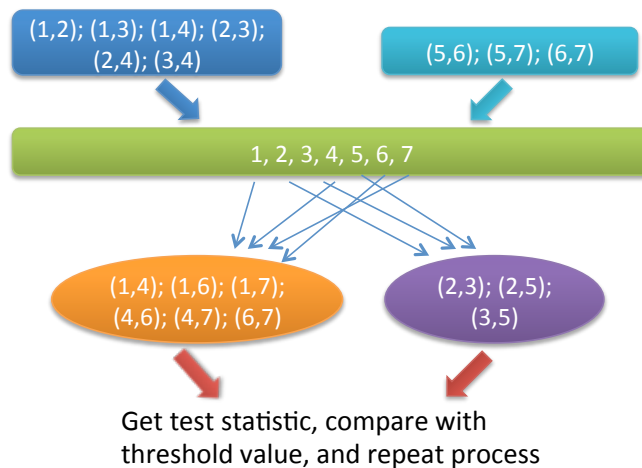 (1,2); (1,3); (1,4); (2,3);
(2,4); (3,4)
(5,6); (5,7); (6,7)
1, 2, 3, 4, 5, 6, 7
(1,4); (1,6); (1,7);
(4,6); (4,7); (6,7)
(2,3); (2,5);
(3,5)
Get test statistic, compare with
threshold value, and repeat process